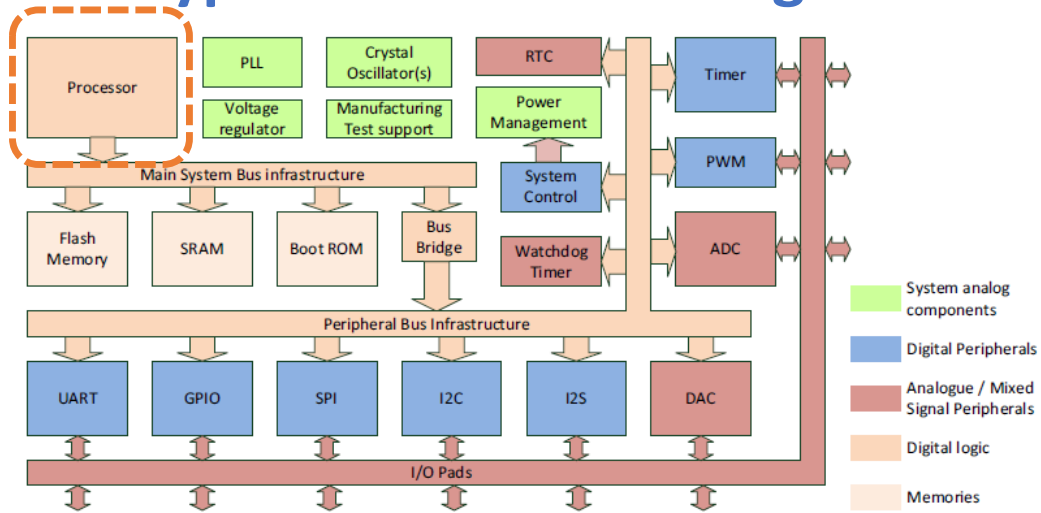 Processor
PLL
Crystal
Oscillator(s)
Voltage
regulator
Manufacturing
Test support
RTC
Power
Management
Timer
Main System Bus infrastructure
System
Control
PWM
Flash
Memory
SRAM
Boot ROM
Bus
Bridge
Watchdog
Timer
ADC
Peripheral Bus Infrastructure
UART
GPIO
SPI
I2C
I2S
DAC
I/O Pads
System analog
components
Digital Peripherals
Analogue / Mixed
Signal Peripherals
Digital logic
Memories